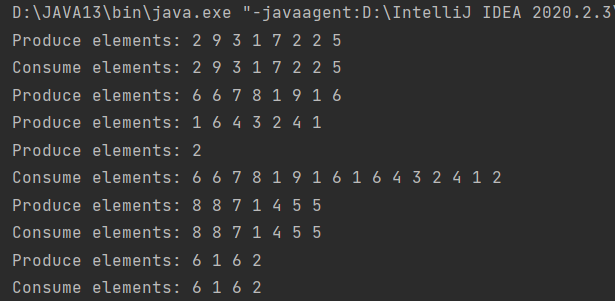 D:\JAVA13\bin\java.exe "-javaagent:D:\IntelliJ IDEA 2020.2.3\
Produce elements: 2 9 3 1 7 2 2 5
Consume elements: 2 9 3 1 7 2 2 5
Produce elements: 6 6 7 8 1 9 1 6
Produce elements: 1 6 4 3 2 4 1
Produce elements: 2
Consume elements: 6 6 7 8 1 9 1 6 1 6 4 3 2 4 1 2
Produce elements: 8 8 7 1 4 5 5
Consume elements: 8 8 7 1 4 5 5
Produce elements: 6 1 6 2
Consume elements: 6 1 6 2